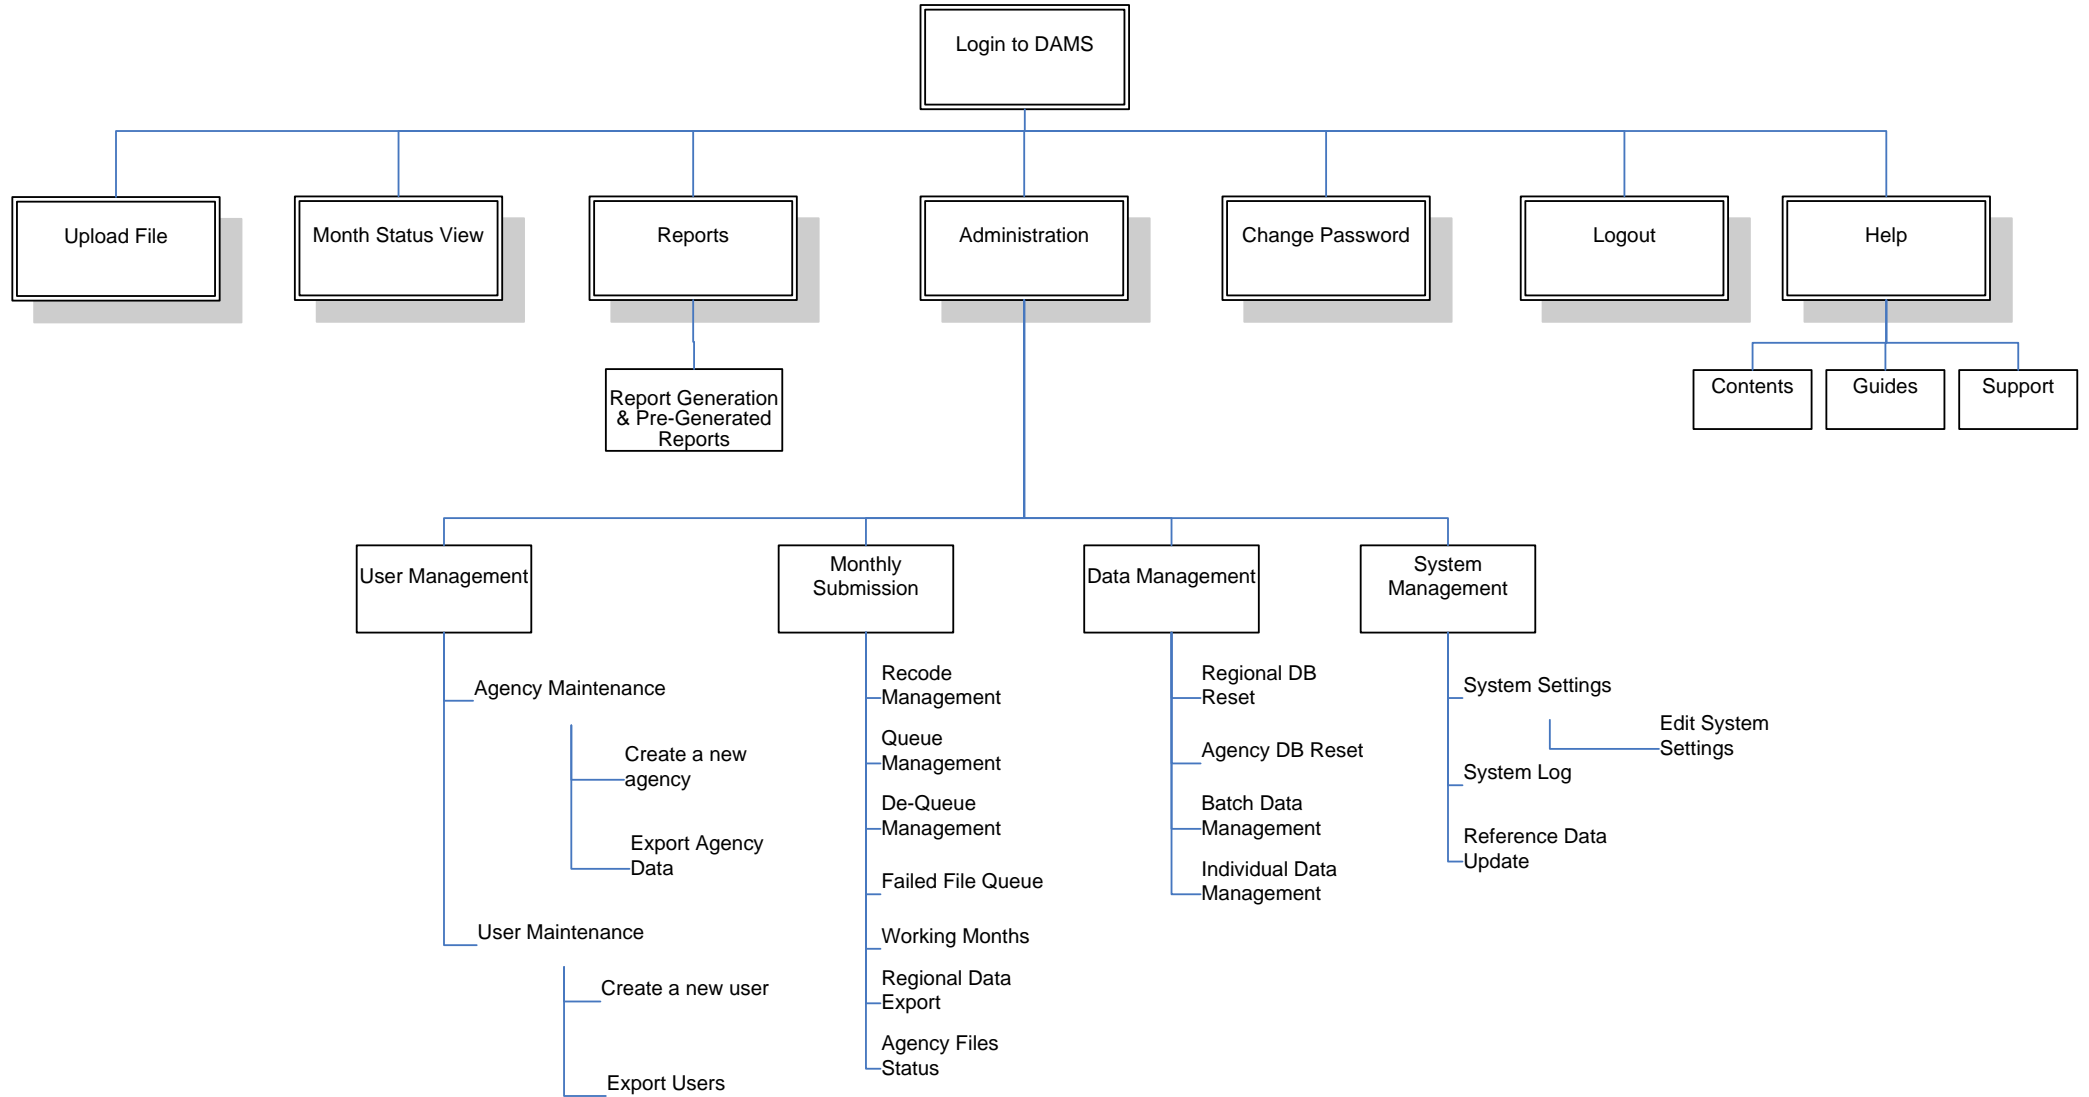 Login to DAMS
Upload File
Month Status View
Reports
Administration
Change Password
Logout
Help
Report Generation
& Pre-Generated
Reports
Contents
Guides
Support
User Management
Monthly
Submission
Data Management
System
Management
Agency Maintenance
Create a new
agency
Export Agency
Data
User Maintenance
Create a new user
Export Users
Recode
Management
Queue
Management
De-Queue
Management
Failed File Queue
Working Months
Regional Data
Export
Agency Files
Status
Regional DB
Reset
Agency DB Reset
Batch Data
Management
Individual Data
Management
System Settings
Edit System
Settings
System Log
Reference Data
Update